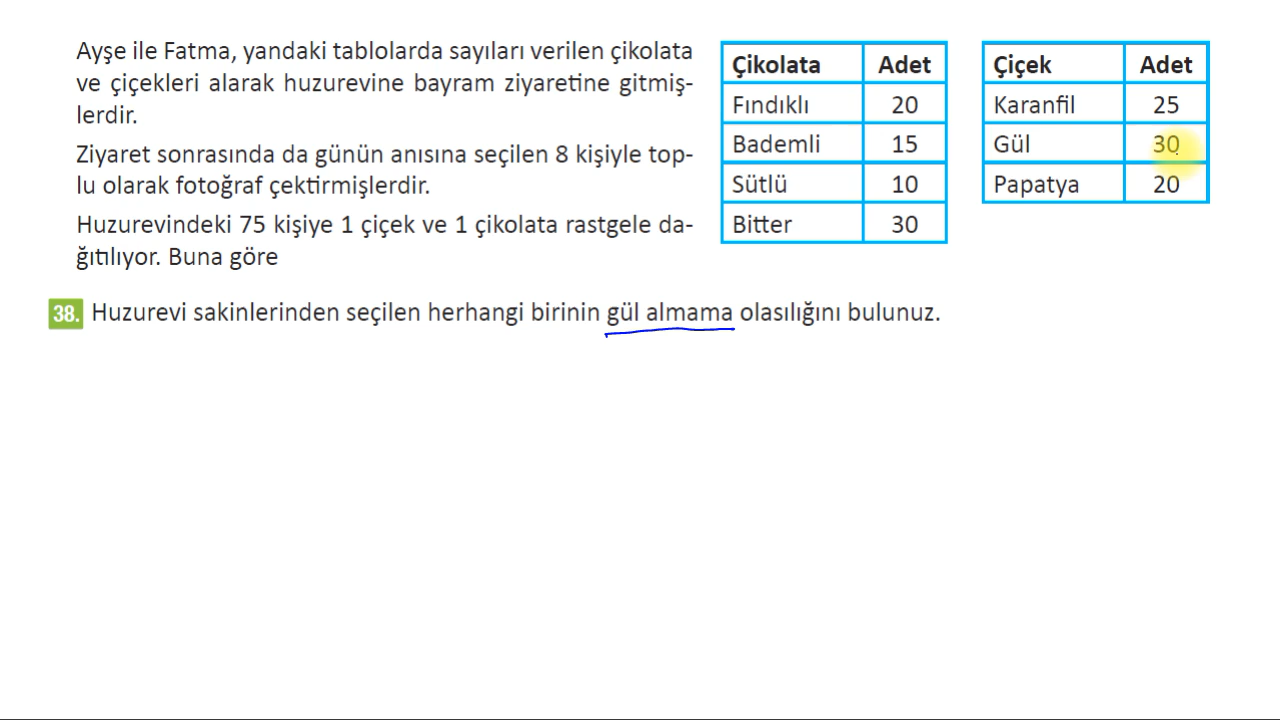 Ayşe ile Fatma, yandaki tablolarda sayıları verilen çikolata
ve çiçekleri alarak huzurevine bayram ziyaretine gitmiş-
lerdir.
Ziyaret sonrasında da günün anısına seçilen 8 kişiyle top-
lu olarak fotoğraf çektirmişlerdir.
Huzurevindeki 75 kişiye 1 çiçek ve 1 çikolata rastgele da-
ğıtılıyor. Buna göre
Çikolata Adet
Fındıklı 20
Bademli 15
Sütlü 10
Bitter 30
Çiçek Adet
Karanfil 25
Gül 30
Papatya 20
38. Huzurevi sakinlerinden seçilen herhangi birinin gül almama olasılığını bulunuz.